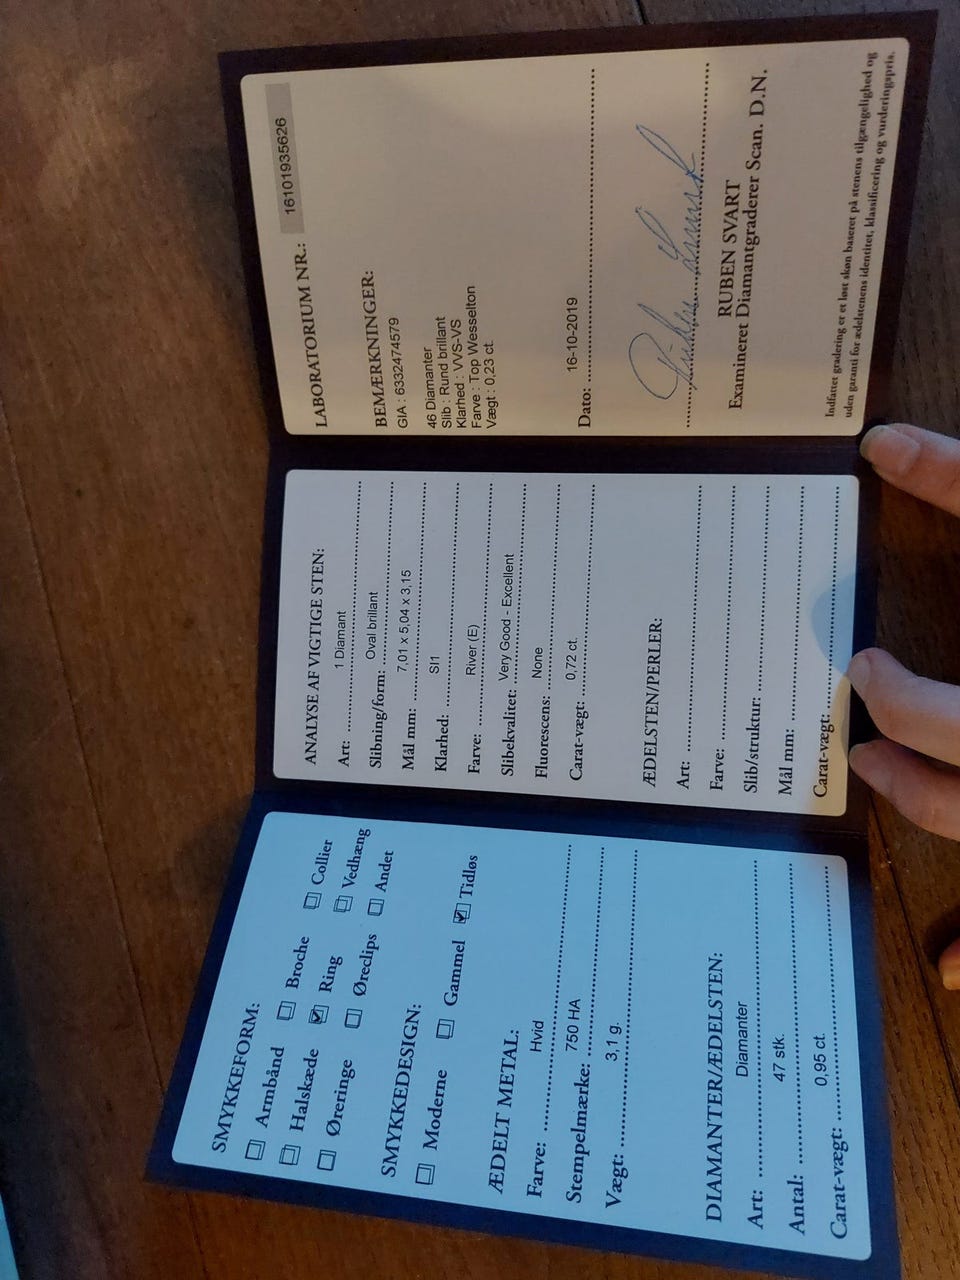 SMYKKEFORM:
Armbånd Broche Collier
Halskæde Ring Vedhæng
Øreringe Øreclips Andet
SMYKKEDESIGN:
Moderne Gammel Tidløs
ÆDELT METAL:
Farve: Hvid
Stempelmærke: 750 HA
Vægt: 3,1 g.
DIAMANTER/ÆDELSTEN:
Art: Diamanter
Antal: 47 stk.
Carat-vægt: 0,95 ct.
ANALYSE AF VIGTIGE STEN:
Art: 1 Diamant
Slibning/form: Oval brillant
Mål mm: 7,01 x 5,04 x 3,15
Klarhed: SI1
Farve: River (E)
Slibekvalitet: Very Good - Excellent
Fluorescens: None
Carat-vægt: 0,72 ct.
ÆDELSTEN/PERLER:
Art:
Farve:
Slib/struktur:
Mål mm:
Carat-vægt:
LABORATORIUM NR.: 16101935626
BEMÆRKNINGER:
GIA : 6332474579
46 Diamanter
Slib : Rund brillant
Klarhed : VVS-VS
Farve : Top Wesselton
Vægt : 0,23 ct.
Dato: 16-10-2019
RUBEN SVART
Examineret Diamantgraderer Scan. D.N.
Indfattet gradering er et løst skøn baseret på stenens tilgængelighed og
uden garanti for ædelstenens identitet, klassificering og vurderingspris.